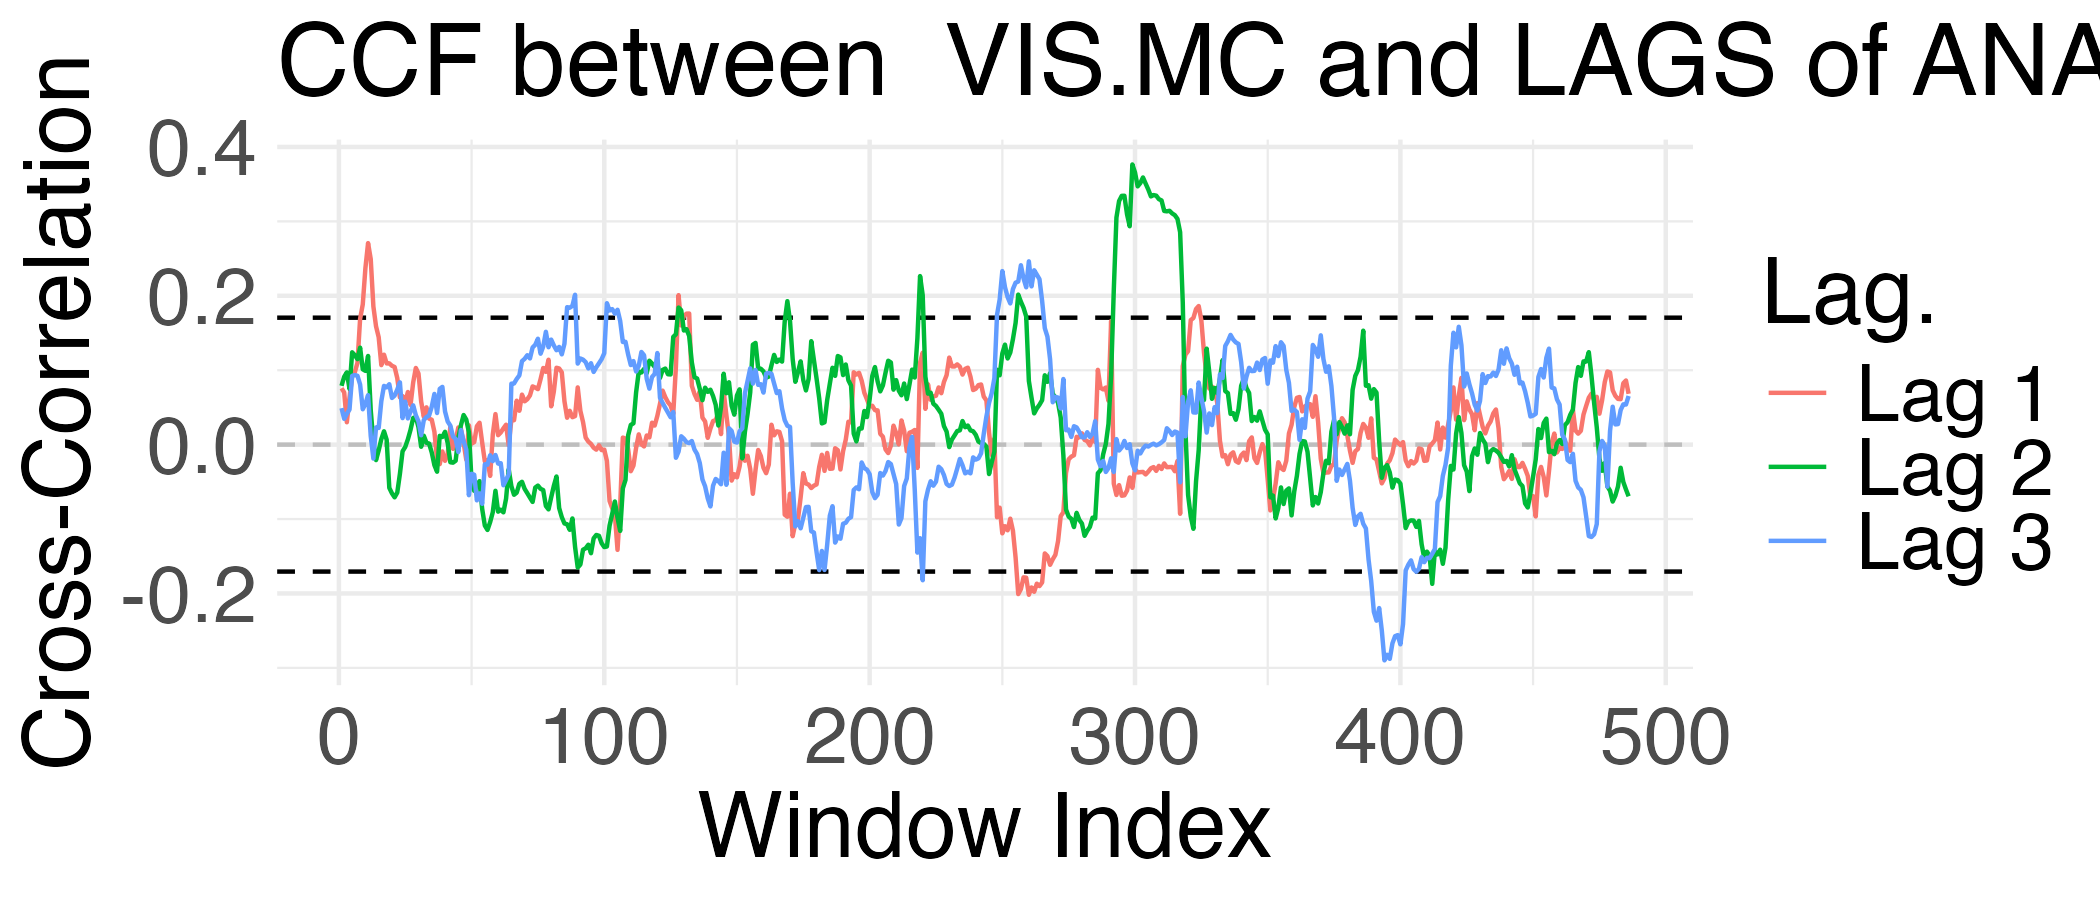 CCF between VIS.MC and LAGS of ANA
Cross-Correlation
0.4
0.2
0.0
-0.2
0
100
200
300
400
500
Window Index
Lag.
Lag 1
Lag 2
Lag 3